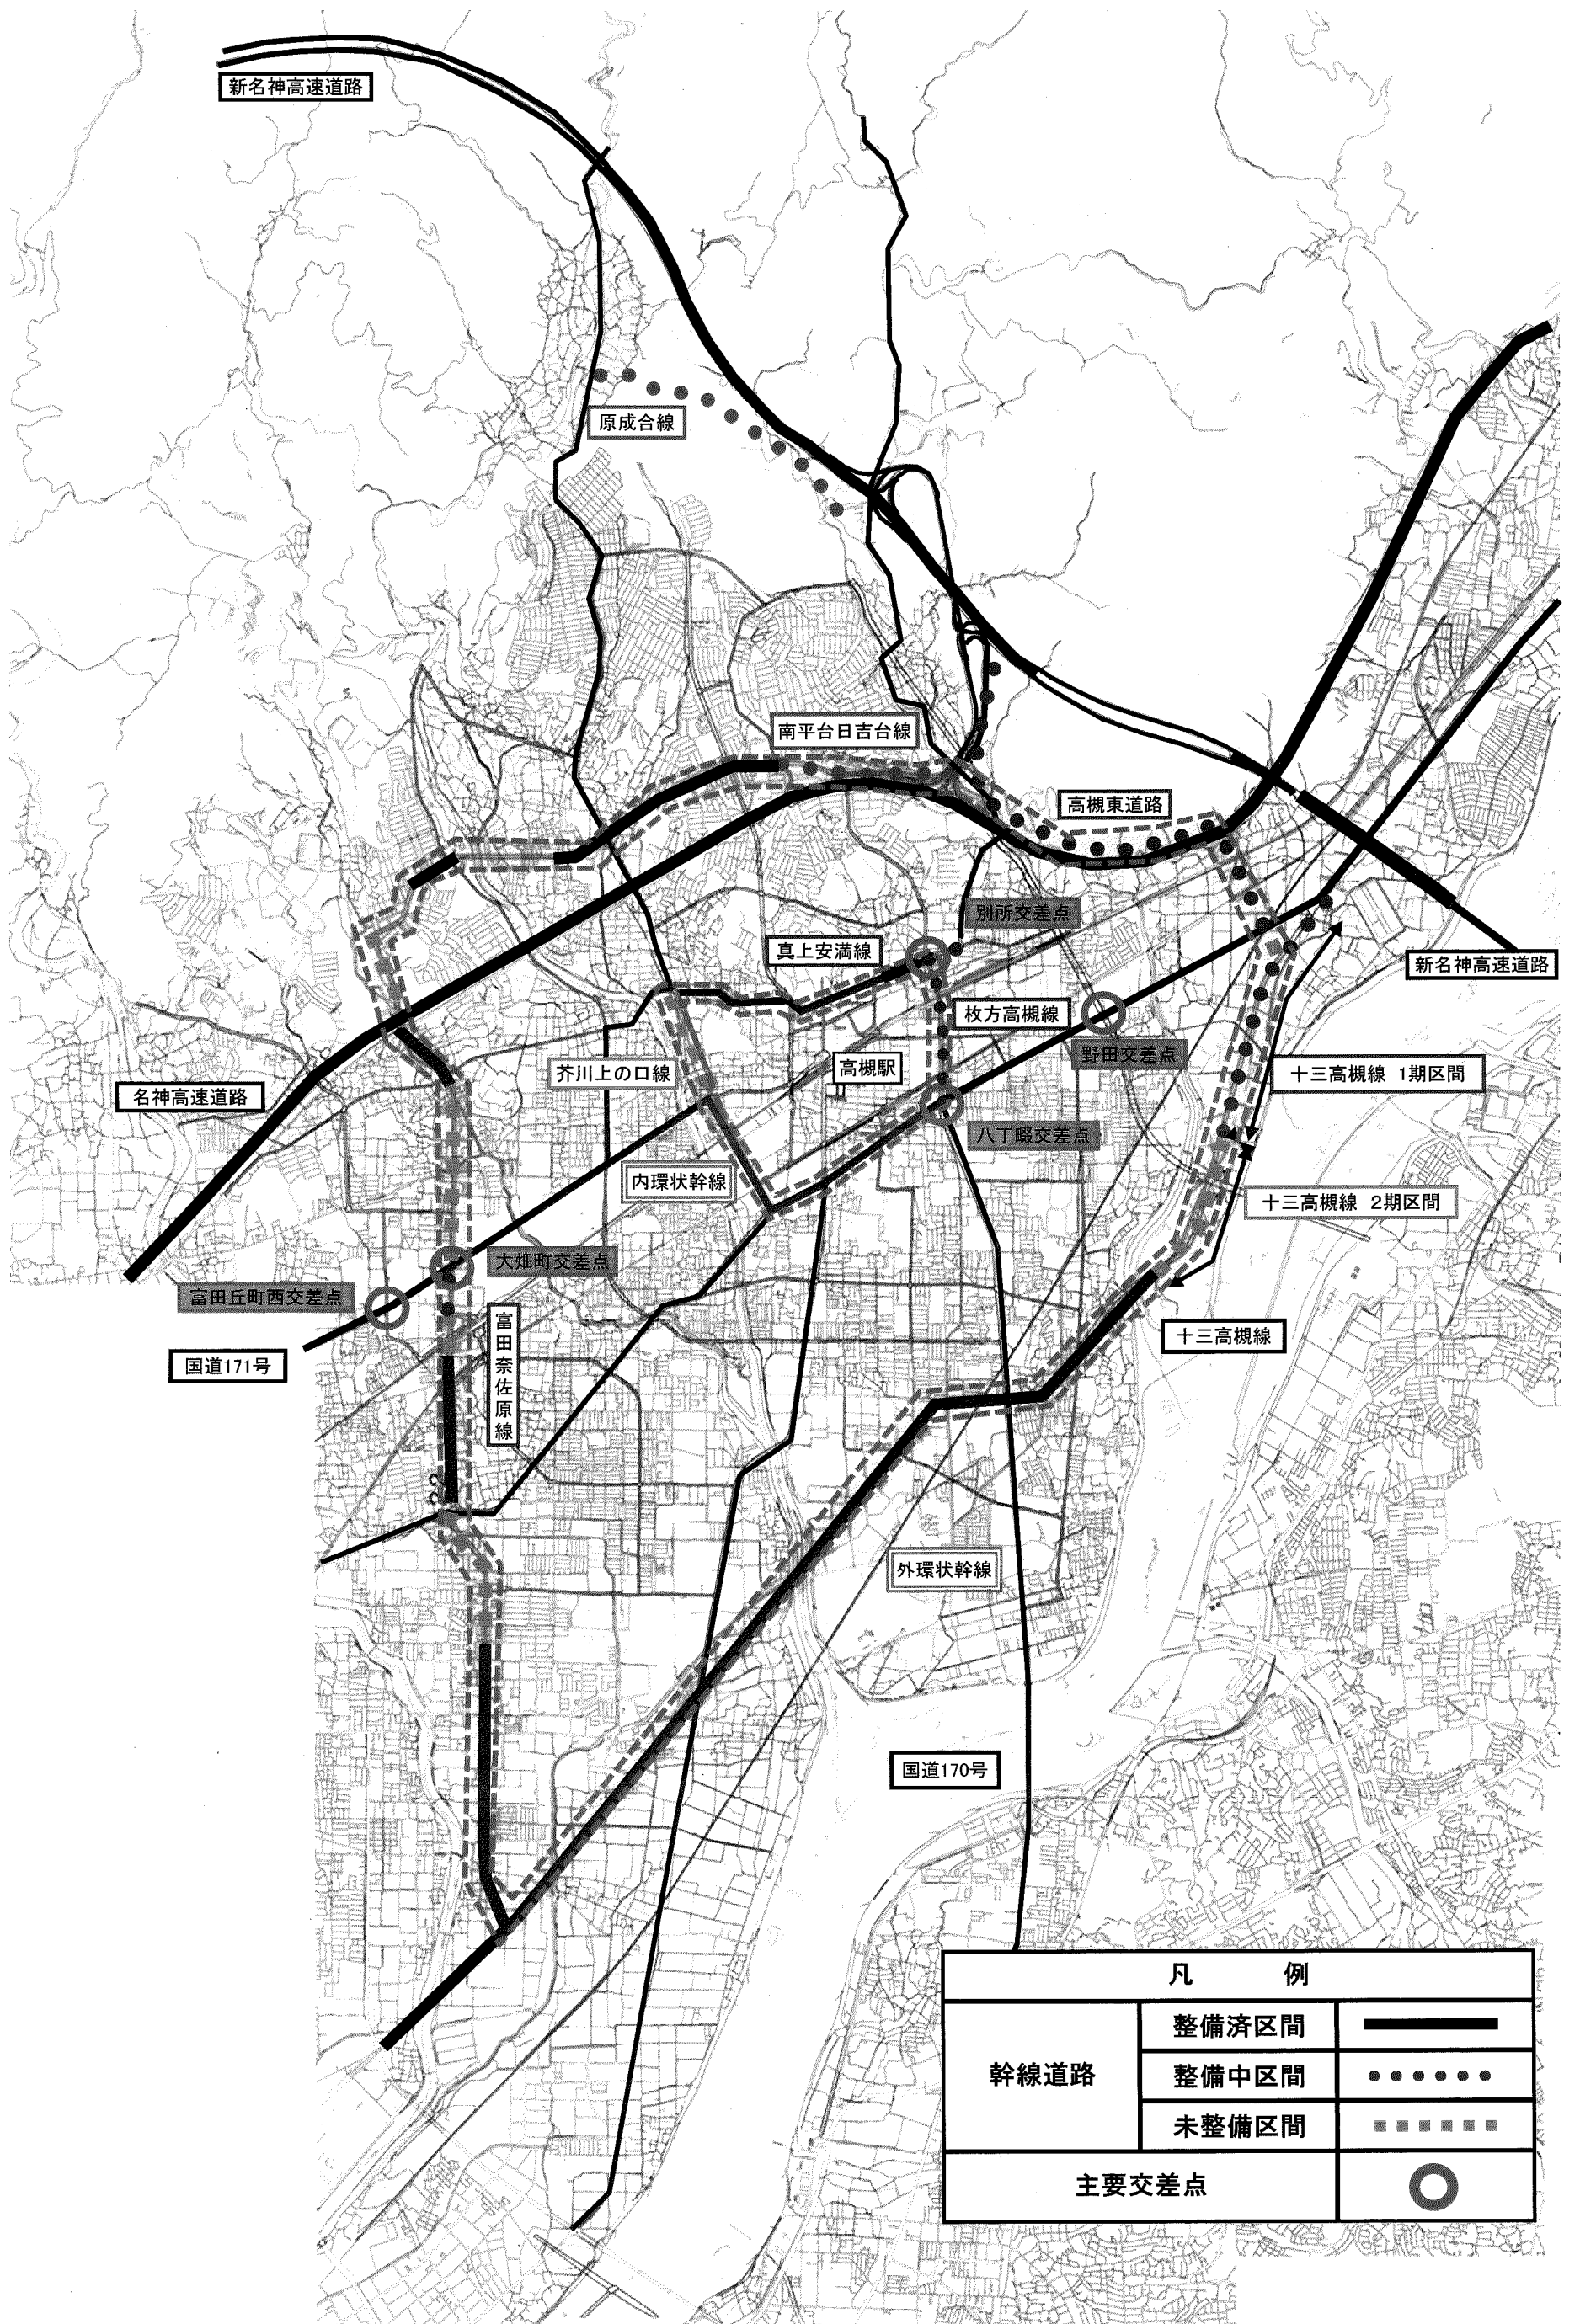 新名神高速道路
原成合線
南平台日吉台線
高槻東道路
別所交差点
真上安満線
新名神高速道路
枚方高槻線
野田交差点
高槻駅
芥川上の口線
十三高槻線 1期区間
名神高速道路
八丁畷交差点
内環状幹線
十三高槻線 2期区間
大畑町交差点
富田丘町西交差点
富田奈佐原線
十三高槻線
国道171号
外環状幹線
国道170号
凡 例
幹線道路
整備済区間
整備中区間
未整備区間
主要交差点